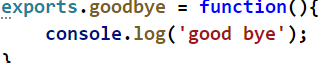 exports.goodbye = function(){
    console.log('good bye');
}